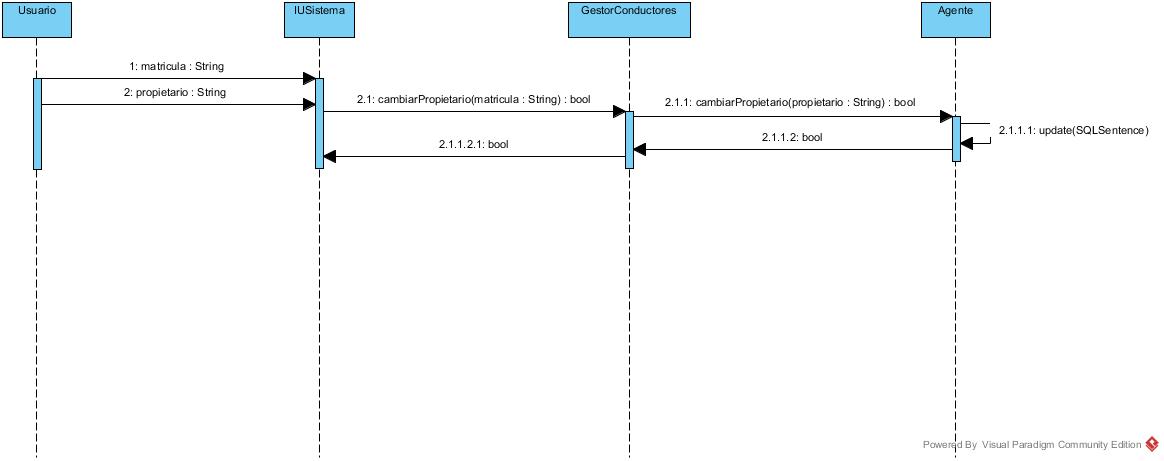 Usuario
IUSistema
GestorConductores
Agente
1: matricula : String
2: propietario : String
2.1: cambiarPropietario(matricula : String) : bool
2.1.1: cambiarPropietario(propietario : String) : bool
2.1.1.1: update(SQLSentence)
2.1.1.2: bool
2.1.1.2.1: bool
Powered By Visual Paradigm Community Edition